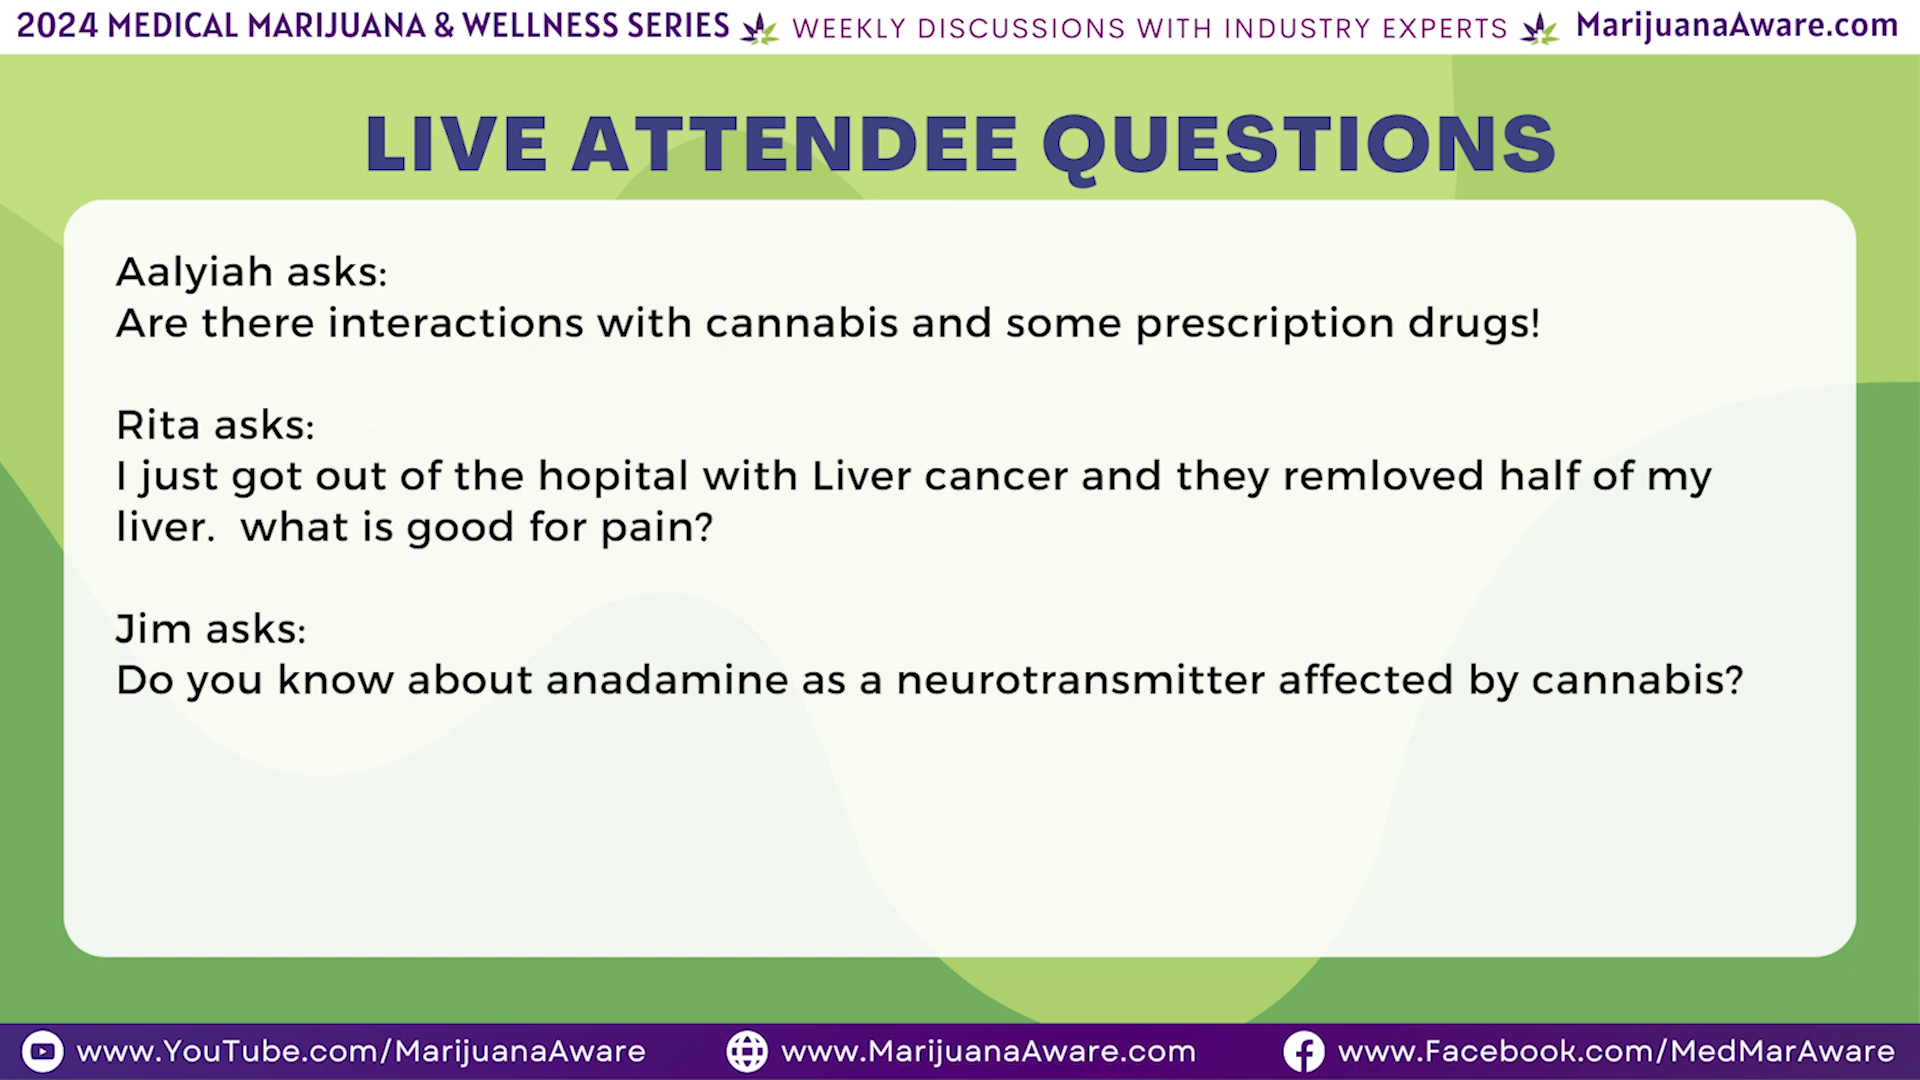 2024 MEDICAL MARIJUANA & WELLNESS SERIES WEEKLY DISCUSSIONS WITH INDUSTRY EXPERTS MarijuanaAware.com
LIVE ATTENDEE QUESTIONS
Aalyiah asks:
Are there interactions with cannabis and some prescription drugs!
Rita asks:
I just got out of the hopital with Liver cancer and they remloved half of my
liver. what is good for pain?
Jim asks:
Do you know about anadamine as a neurotransmitter affected by cannabis?
www.YouTube.com/MarijuanaAware www.MarijuanaAware.com www.Facebook.com/MedMarAware